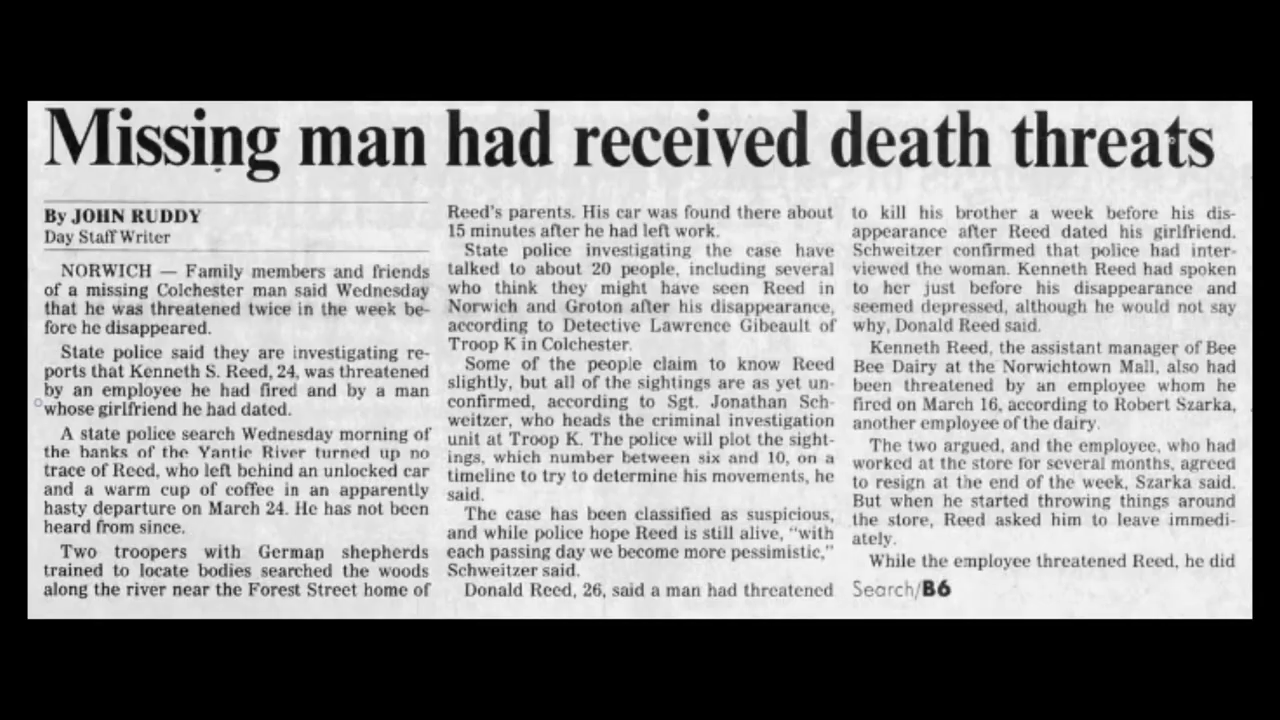 Missing man had received death threats
By JOHN RUDDY
Day Staff Writer
NORWICH — Family members and friends
of a missing Colchester man said Wednesday
that he was threatened twice in the week be-
fore he disappeared.
State police said they are investigating re-
ports that Kenneth S. Reed, 24, was threatened
by an employee he had fired and by a man
whose girlfriend he had dated.
A state police search Wednesday morning of
the banks of the Yantic River turned up no
trace of Reed, who left behind an unlocked car
and a warm cup of coffee in an apparently
hasty departure on March 24. He has not been
heard from since.
Two troopers with German shepherds
trained to locate bodies searched the woods
along the river near the Forest Street home of
Reed's parents. His car was found there about
15 minutes after he had left work.
State police investigating the case have
talked to about 20 people, including several
who think they might have seen Reed in
Norwich and Groton after his disappearance,
according to Detective Lawrence Gibeault of
Troop K in Colchester.
Some of the people claim to know Reed
slightly, but all of the sightings are as yet un-
confirmed, according to Sgt. Jonathan Sch-
weitzer, who heads the criminal investigation
unit at Troop K. The police will plot the sight-
ings, which number between six and 10, on a
timeline to try to determine his movements, he
said.
The case has been classified as suspicious,
and while police hope Reed is still alive, "with
each passing day we become more pessimistic,"
Schweitzer said.
Donald Reed, 26, said a man had threatened
to kill his brother a week before his dis-
appearance after Reed dated his girlfriend.
Schweitzer confirmed that police had inter-
viewed the woman. Kenneth Reed had spoken
to her just before his disappearance and
seemed depressed, although he would not say
why, Donald Reed said.
Kenneth Reed, the assistant manager of Bee
Bee Dairy at the Norwichtown Mall, also had
been threatened by an employee whom he
fired on March 16, according to Robert Szarka,
another employee of the dairy.
The two argued, and the employee, who had
worked at the store for several months, agreed
to resign at the end of the week, Szarka said.
But when he started throwing things around
the store, Reed asked him to leave immedi-
ately.
While the employee threatened Reed, he did
Search/B6